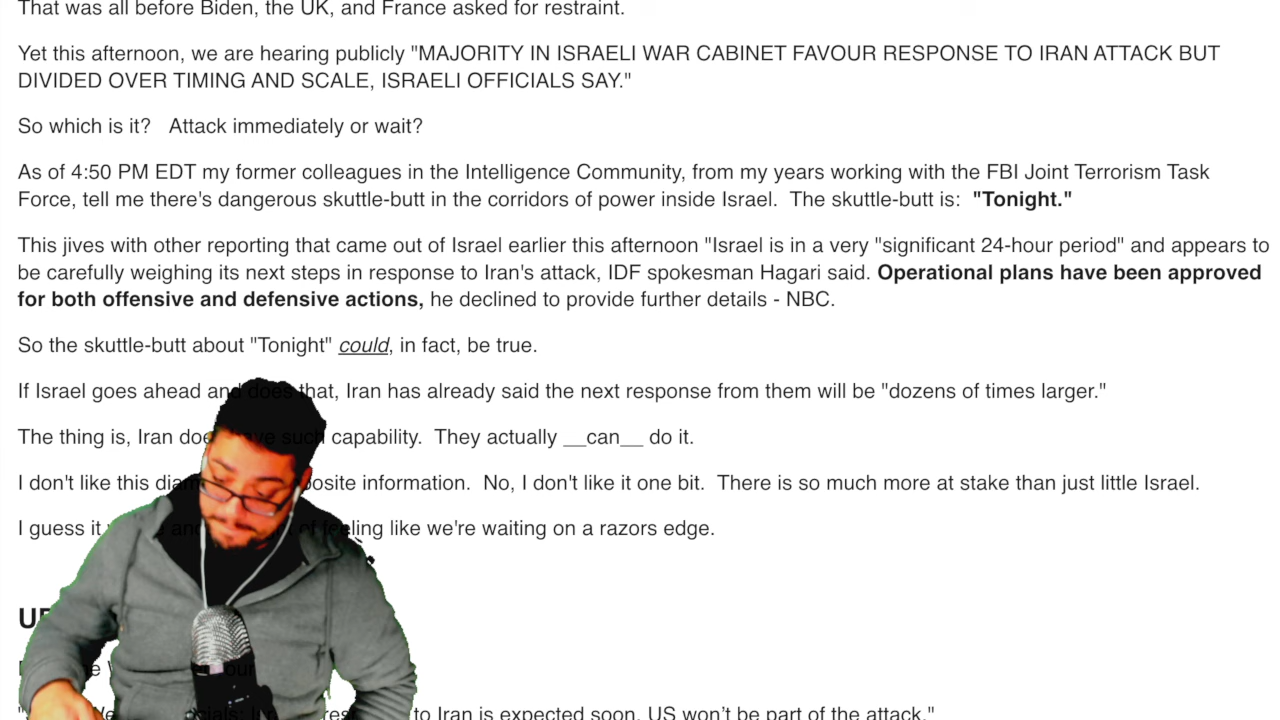 That was all before Biden, the UK, and France asked for restraint.
Yet this afternoon, we are hearing publicly "MAJORITY IN ISRAELI WAR CABINET FAVOUR RESPONSE TO IRAN ATTACK BUT
DIVIDED OVER TIMING AND SCALE, ISRAELI OFFICIALS SAY."
So which is it?   Attack immediately or wait?
As of 4:50 PM EDT my former colleagues in the Intelligence Community, from my years working with the FBI Joint Terrorism Task
Force, tell me there's dangerous skuttle-butt in the corridors of power inside Israel.  The skuttle-butt is:  "Tonight."
This jives with other reporting that came out of Israel earlier this afternoon "Israel is in a very "significant 24-hour period" and appears to
be carefully weighing its next steps in response to Iran's attack, IDF spokesman Hagari said. Operational plans have been approved
for both offensive and defensive actions, he declined to provide further details - NBC.
So the skuttle-butt about "Tonight" could, in fact, be true.
If Israel goes ahead and does that, Iran has already said the next response from them will be "dozens of times larger."
The thing is, Iran such capability.  They actually __can__ do it.
I don't like this information.  No, I don't like it one bit.  There is so much more at stake than just little Israel.
I guess it of feeling like we're waiting on a razors edge.
to Iran is expected soon, US won't be part of the attack."